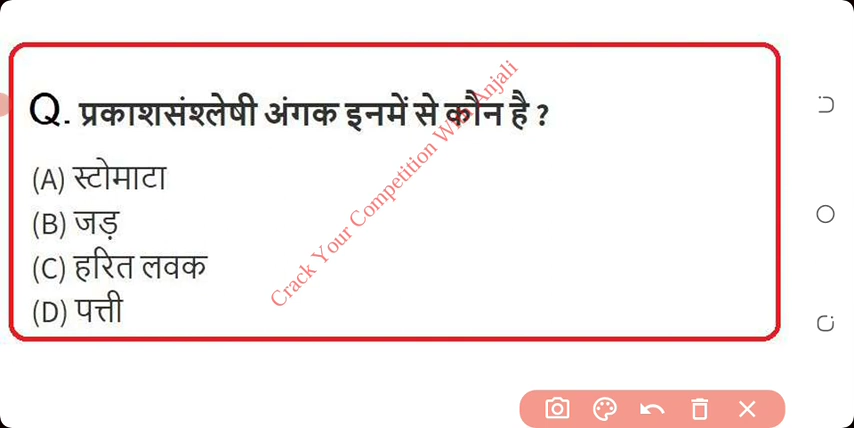 Q. प्रकाशसंश्लेषी अंगक इनमें से कौन है ?
(A) स्टोमाटा
(B) जड़
(C) हरित लवक
(D) पत्ती
Crack Your Competition With Anjali